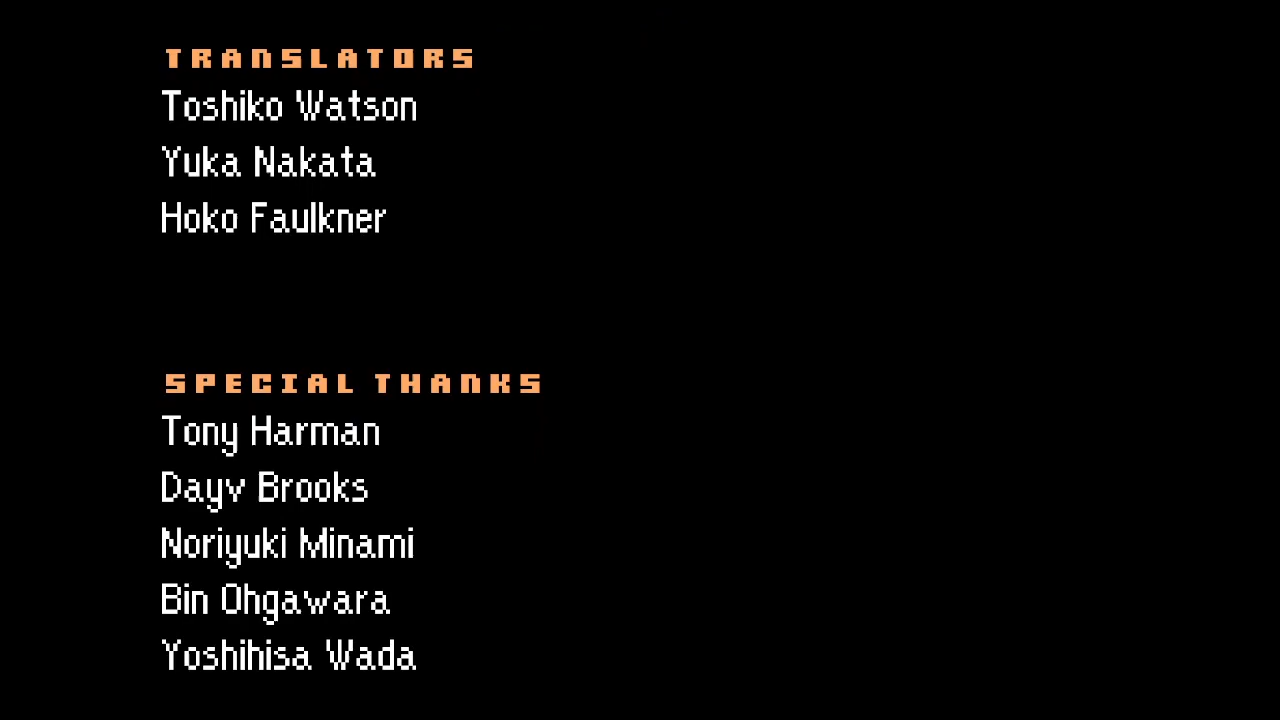 TRANSLATORS
Toshiko Watson
Yuka Nakata
Hoko Faulkner
SPECIAL THANKS
Tony Harman
Dayv Brooks
Noriyuki Minami
Bin Ohgawara
Yoshihisa Wada